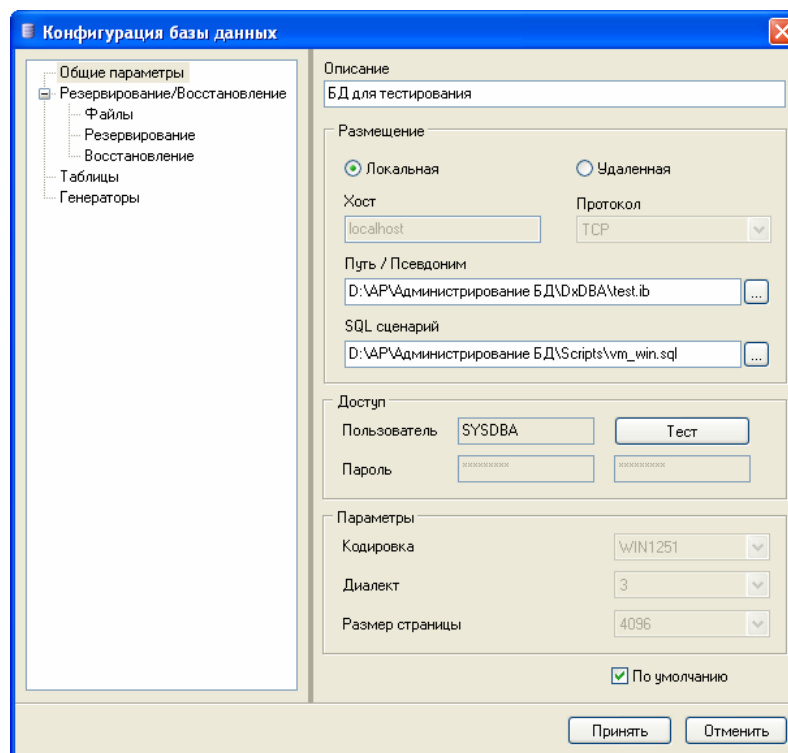 Конфигурация базы данных
Общие параметры
Резервирование/Восстановление
Файлы
Резервирование
Восстановление
Таблицы
Генераторы
Описание
БД для тестирования
Размещение
Локальная Удаленная
Хост Протокол
localhost TCP
Путь / Псевдоним
D:\AP\Администрирование БД\DxDBA\test.ib ...
SQL сценарий
D:\AP\Администрирование БД\Scripts\vm_win.sql ...
Доступ
Пользователь SYSDBA Тест
Пароль ********* *********
Параметры
Кодировка WIN1251
Диалект 3
Размер страницы 4096
По умолчанию
Принять Отменить